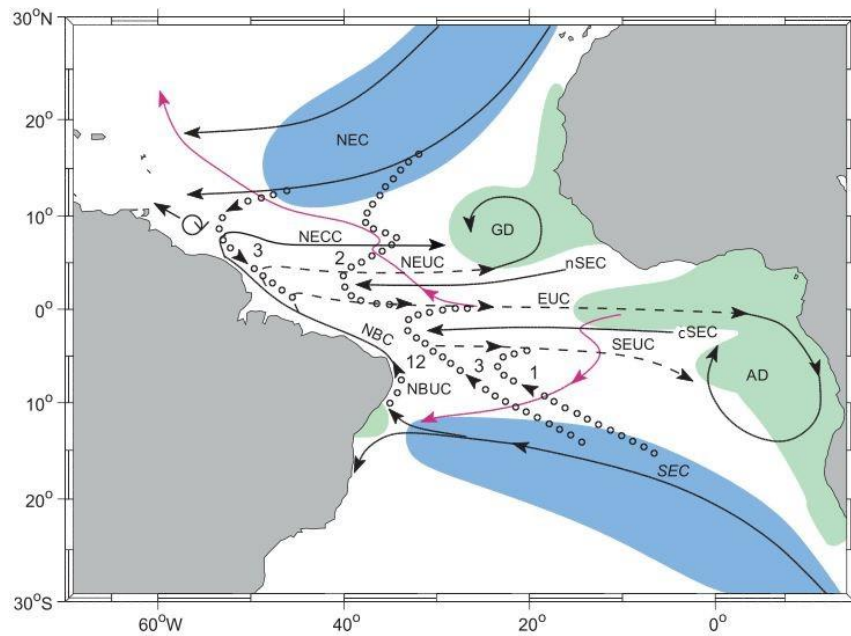 30°N
20°
10°
0°
10°
20°
30°S
60°W
40°
20°
0°
NEC
GD
NECC
3
2
NEUC
nSEC
EUC
NBC
cSEC
SEUC
12
3
1
AD
NBUC
SEC